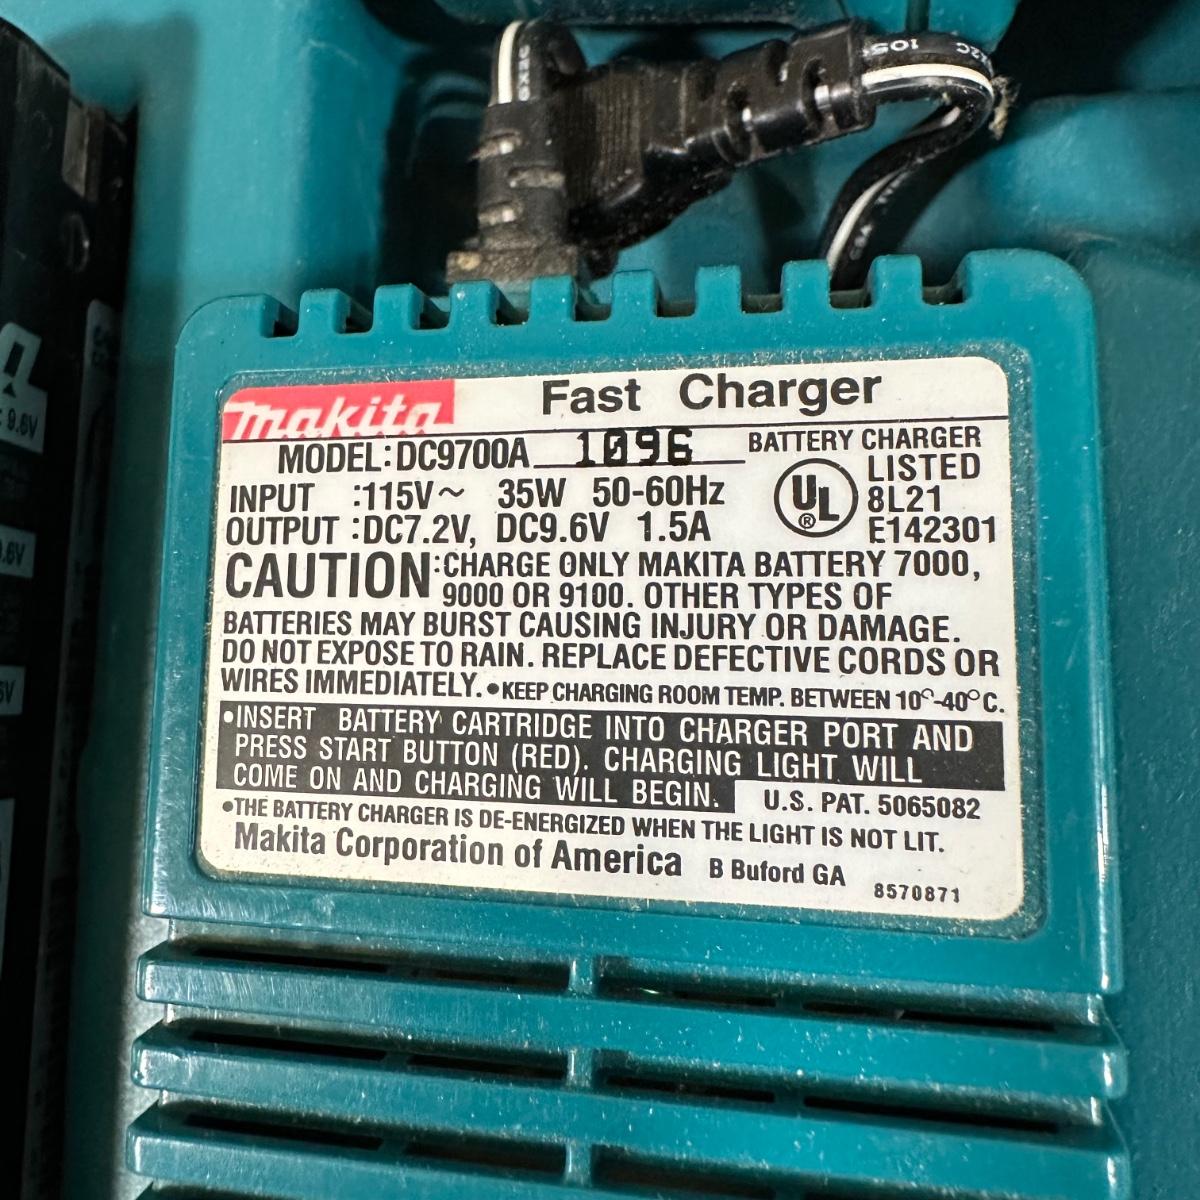 105
makita Fast Charger
MODEL:DC9700A 1096 BATTERY CHARGER
LISTED
INPUT :115V~ 35W 50-60Hz UL ® 8L21
OUTPUT :DC7.2V, DC9.6V 1.5A E142301
CAUTION:CHARGE ONLY MAKITA BATTERY 7000,
9000 OR 9100. OTHER TYPES OF
BATTERIES MAY BURST CAUSING INJURY OR DAMAGE.
DO NOT EXPOSE TO RAIN. REPLACE DEFECTIVE CORDS OR
WIRES IMMEDIATELY. •KEEP CHARGING ROOM TEMP. BETWEEN 10°-40°C.
•INSERT BATTERY CARTRIDGE INTO CHARGER PORT AND
PRESS START BUTTON (RED). CHARGING LIGHT WILL
COME ON AND CHARGING WILL BEGIN. U.S. PAT. 5065082
•THE BATTERY CHARGER IS DE-ENERGIZED WHEN THE LIGHT IS NOT LIT.
Makita Corporation of America B Buford GA 8570871
9.6V